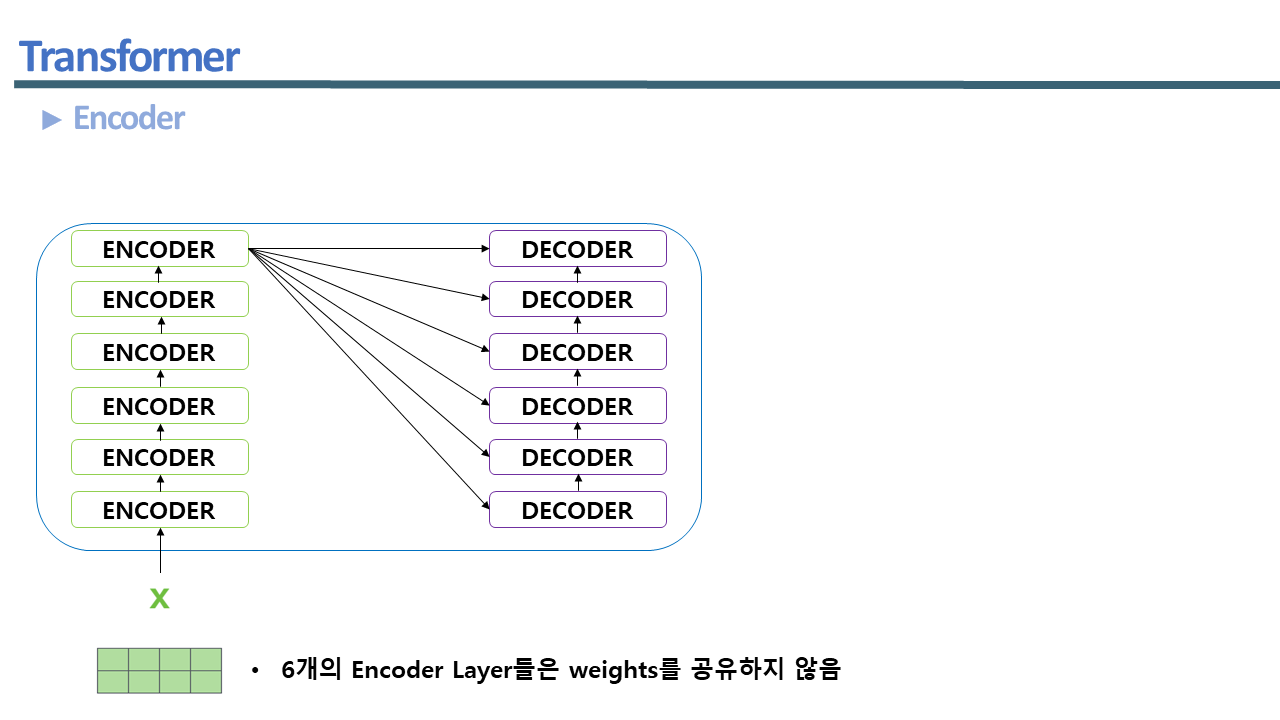 Transformer
► Encoder
ENCODER
ENCODER
ENCODER
ENCODER
ENCODER
ENCODER
DECODER
DECODER
DECODER
DECODER
DECODER
DECODER
X
• 6개의 Encoder Layer들은 weights를 공유하지 않음